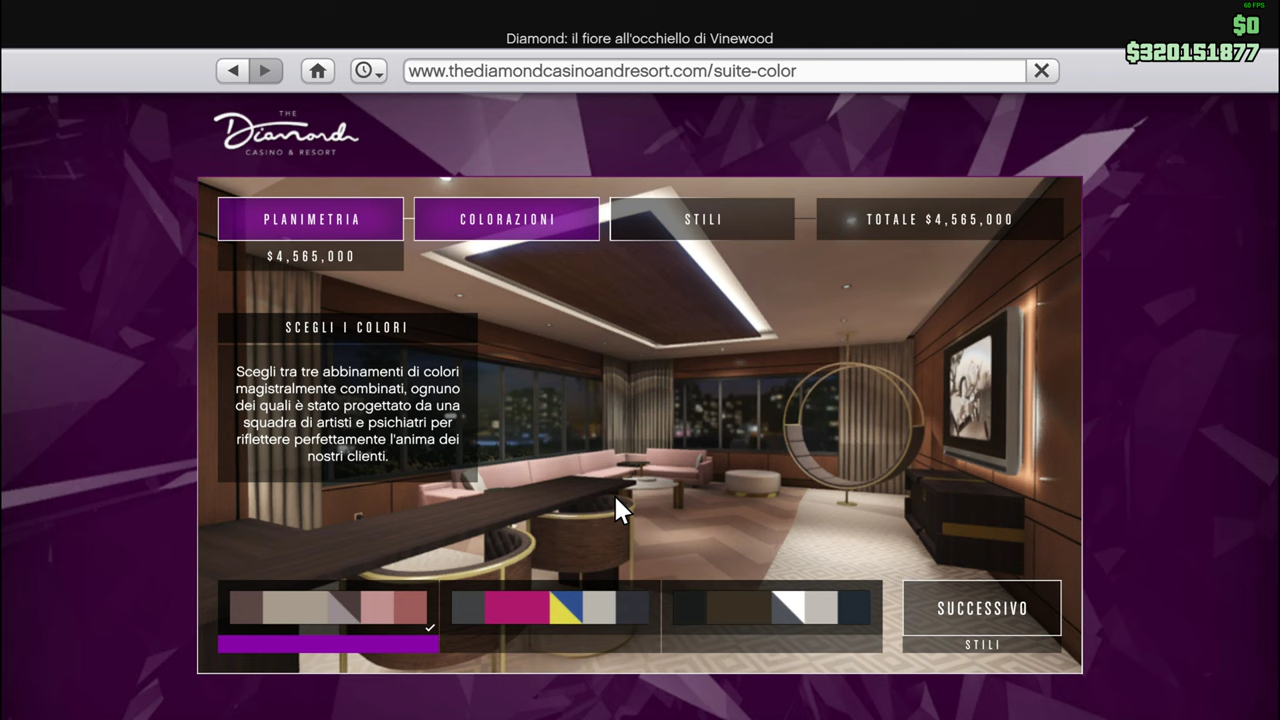 60 FPS
$0
$320151877
Diamond: il fiore all'occhiello di Vinewood
www.thediamondcasinoandresort.com/suite-color
THE
Diamond
CASINO & RESORT
PLANIMETRIA
COLORAZIONI
STILI
TOTALE $4,565,000
$4,565,000
SCEGLI I COLORI
Scegli tra tre abbinamenti di colori
magistralmente combinati, ognuno
dei quali è stato progettato da una
squadra di artisti e psichiatri per
riflettere perfettamente l'anima dei
nostri clienti.
SUCCESSIVO
STILI